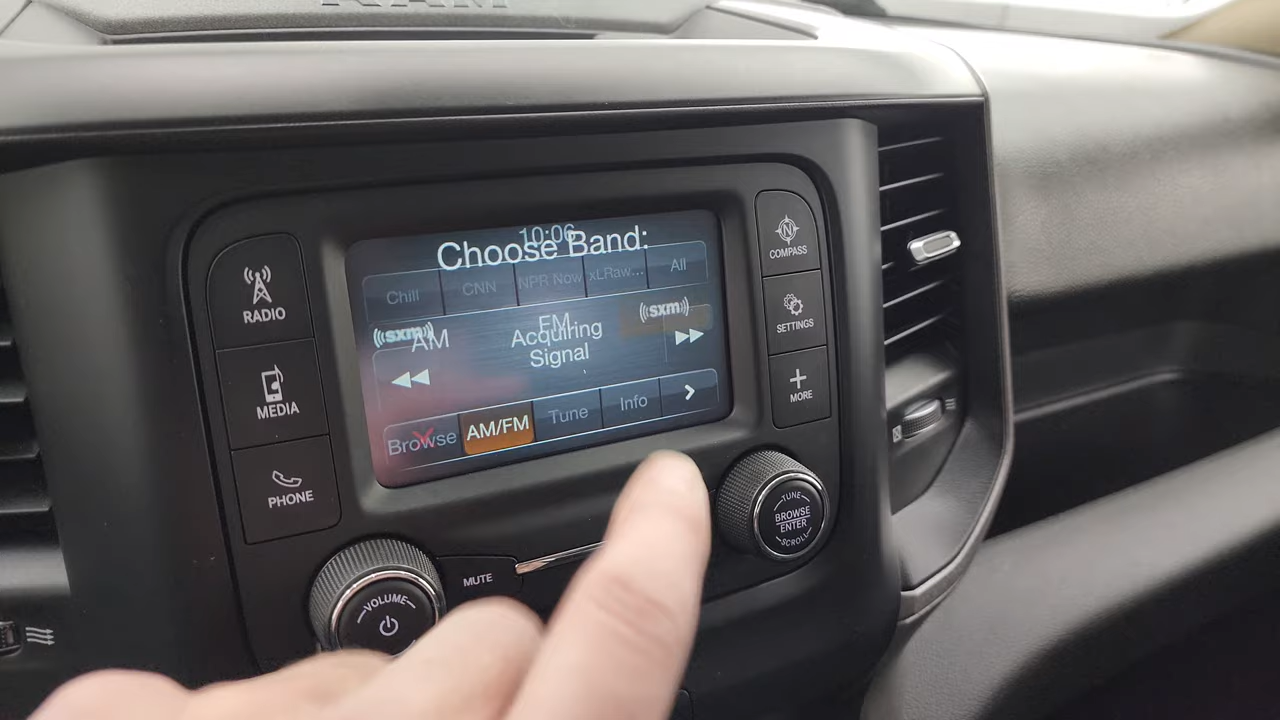 RAM
10:06
Choose Band:
Chill CNN NPR Now xLRaw... All
((sxm)) AM FM ((sxm))
Acquiring
Signal
Browse AM/FM Tune Info
RADIO
MEDIA
PHONE
N
COMPASS
SETTINGS
MORE
VOLUME
MUTE
TUNE
BROWSE
ENTER
SCROLL